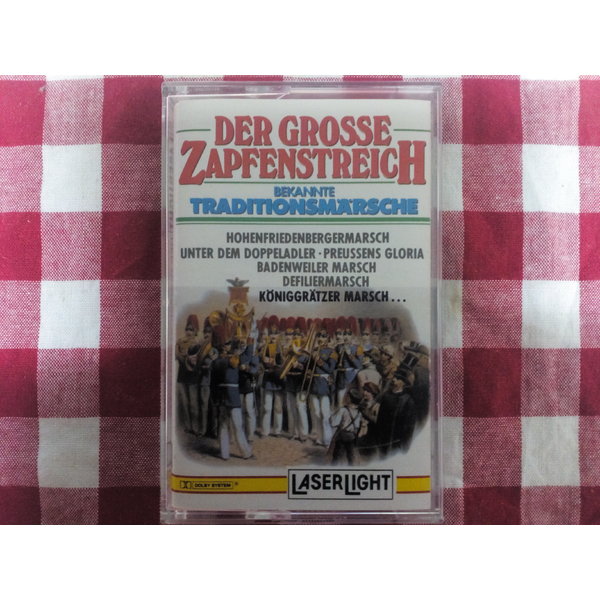 DER GROSSE
ZAPFENSTREICH
BEKANNTE
TRADITIONSMÄRSCHE
HOHENFRIEDENBERGERMARSCH
UNTER DEM DOPPELADLER · PREUSSENS GLORIA
BADENWEILER MARSCH
DEFILIERMARSCH
KÖNIGGRÄTZER MARSCH...
DOLBY SYSTEM ®
LASERLIGHT